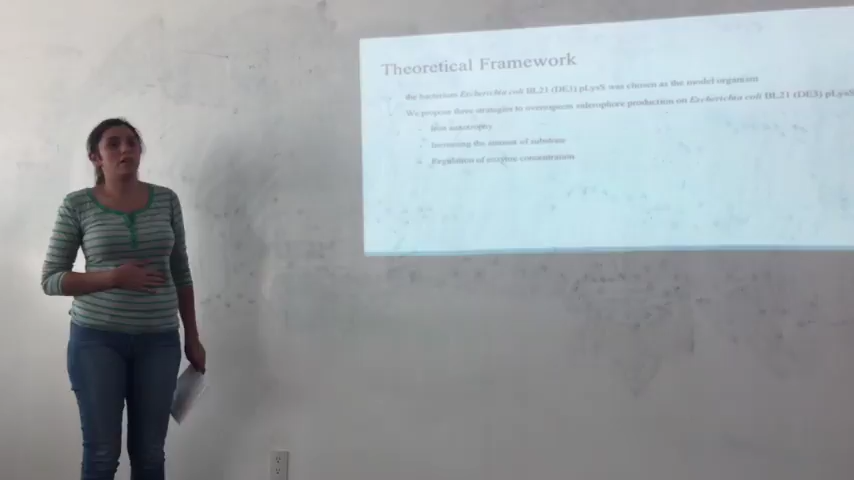 Theoretical Framework
the bacterium Escherichia coli BL21 (DE3) pLysS was chosen as the model organism
We propose three strategies to overexpress siderophore production on Escherichia coli BL21 (DE3) pLysS
- Iron
- Increasing the amount of substrate
- Regulation of enzyme concentration